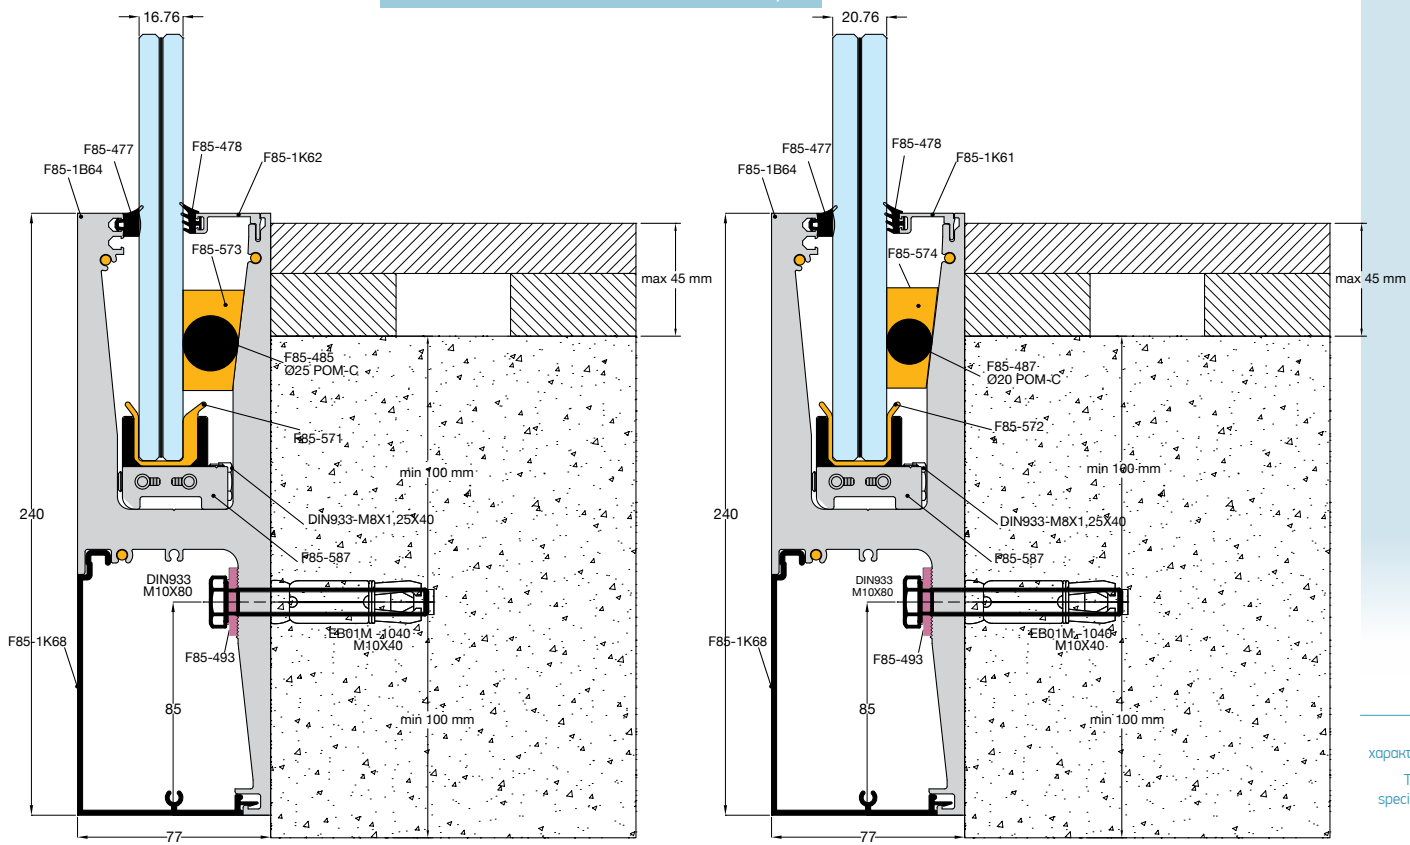 16.76
F85-477
F85-478
F85-1K62
F85-1B64
F85-573
max 45 mm
F85-485
Ø25 POM-C
F85-571
min 100 mm
240
DIN933-M8X1,25X40
F85-587
DIN933
M10X80
EB01M -1040
M10X40
F85-1K68
F85-493
85
min 100 mm
77
20.76
F85-477
F85-478
F85-1K61
F85-1B64
F85-574
max 45 mm
F85-487
Ø20 POM-C
F85-572
min 100 mm
240
DIN933-M8X1,25X40
F85-587
DIN933
M10X80
EB01M -1040
M10X40
F85-1K68
F85-493
85
min 100 mm
77
χαρακτ
T
speci